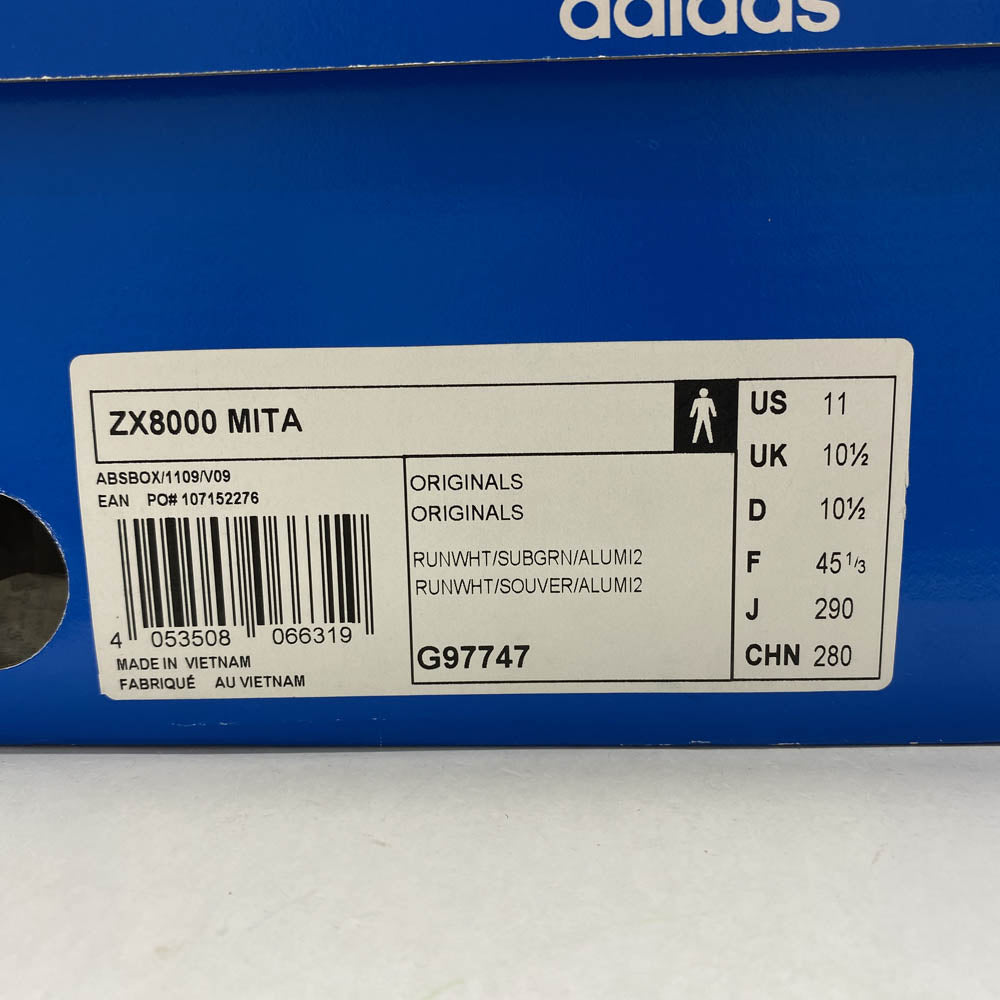 adidas
ZX8000 MITA
ABSBOX/1109/V09
EAN PO# 107152276
4 053508 066319
MADE IN VIETNAM
FABRIQUÉ AU VIETNAM
ORIGINALS
ORIGINALS
RUNWHT/SUBGRN/ALUMI2
RUNWHT/SOUVER/ALUMI2
G97747
US 11
UK 10½
D 10½
F 45 1/3
J 290
CHN 280